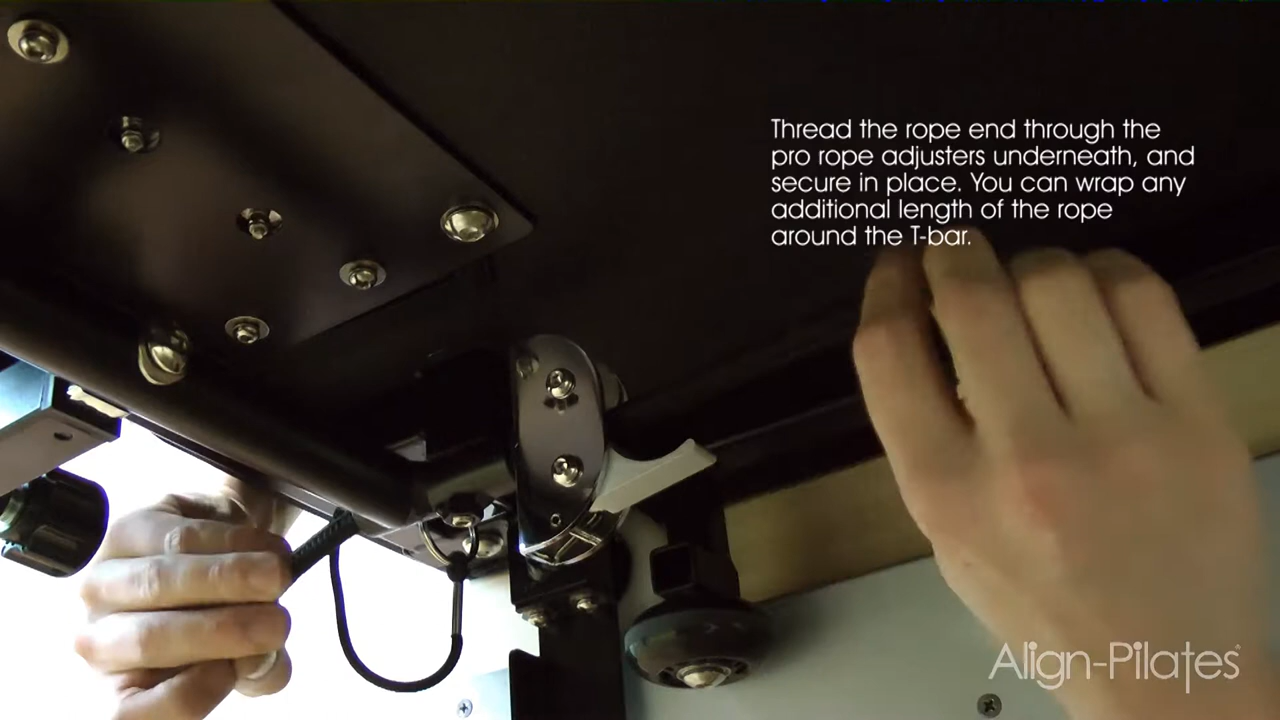 Thread the rope end through the
pro rope adjusters underneath, and
secure in place. You can wrap any
additional length of the rope
around the T-bar.
Align-Pilates